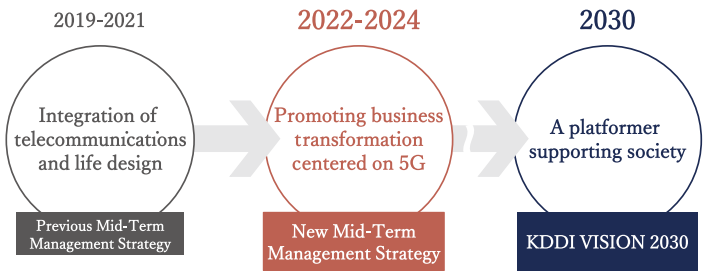 2019-2021
Integration of
telecommunications
and life design
Previous Mid-Term
Management Strategy
2022-2024
Promoting business
transformation
centered on 5G
New Mid-Term
Management Strategy
2030
A platformer
supporting society
KDDI VISION 2030